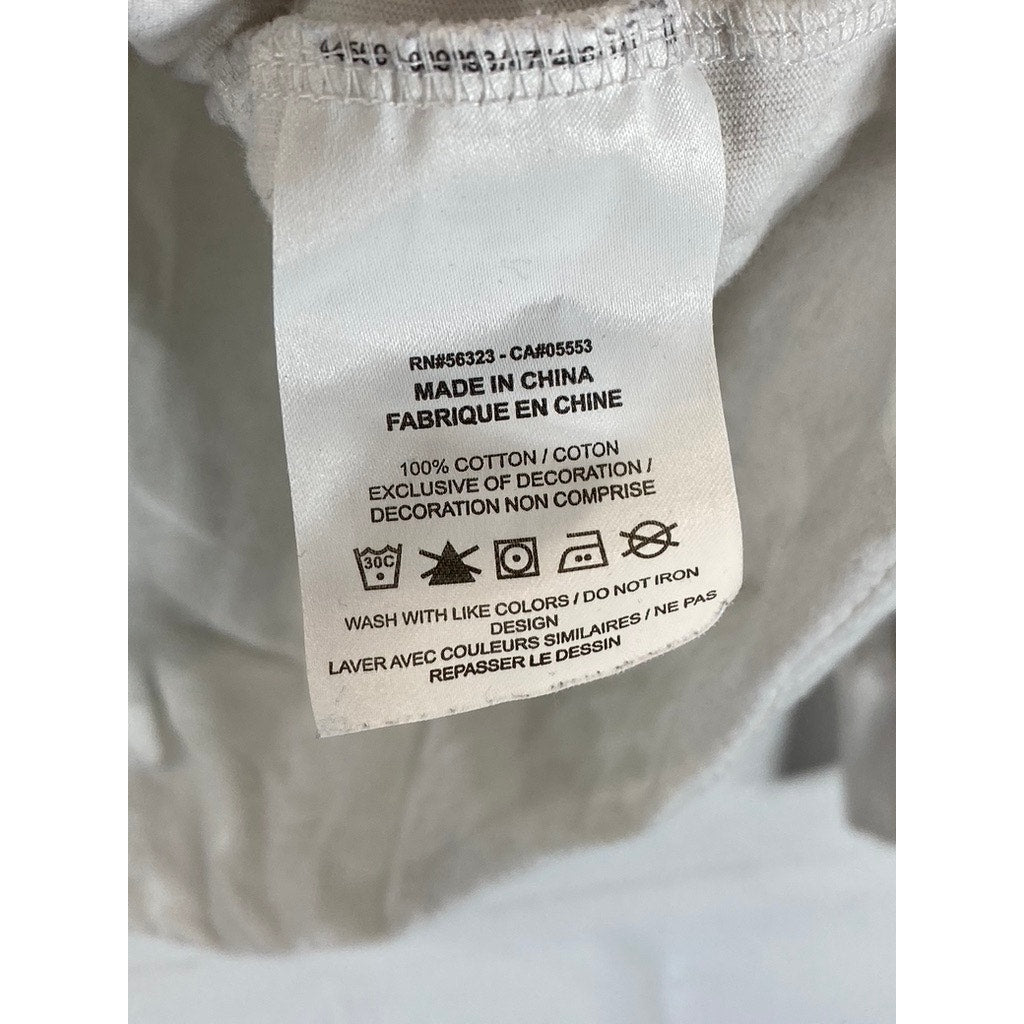 RN#56323 - CA#05553
MADE IN CHINA
FABRIQUE EN CHINE
100% COTTON / COTON
EXCLUSIVE OF DECORATION /
DECORATION NON COMPRISE
30C
WASH WITH LIKE COLORS / DO NOT IRON
DESIGN
LAVER AVEC COULEURS SIMILAIRES / NE PAS
REPASSER LE DESSIN